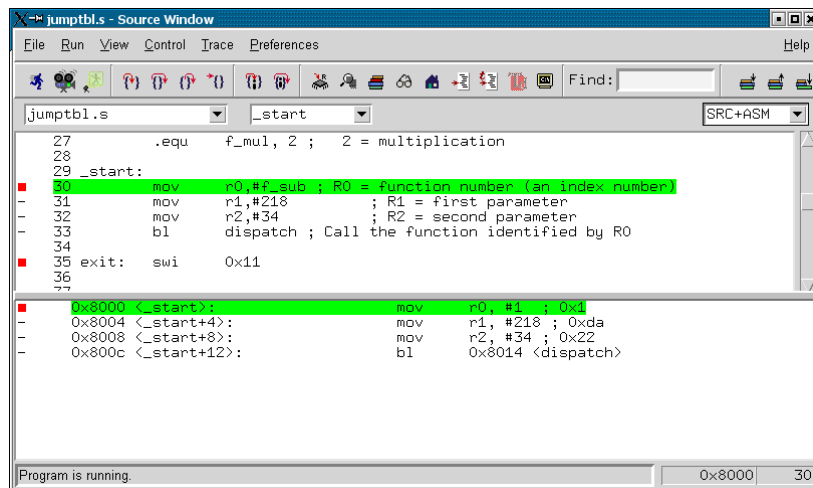 jumptbl.s - Source Window
File Run View Control Trace Preferences Help
Find:
jumptbl.s _start SRC+ASM
27 .equ f_mul, 2 ; 2 = multiplication
28
29 _start:
30 mov r0,#f_sub ; R0 = function number (an index number)
31 mov r1,#218 ; R1 = first parameter
32 mov r2,#34 ; R2 = second parameter
33 bl dispatch ; Call the function identified by R0
34
35 exit: swi 0x11
36
37
0x8000 <_start>: mov r0, #1 ; 0x1
0x8004 <_start+4>: mov r1, #218 ; 0xda
0x8008 <_start+8>: mov r2, #34 ; 0x22
0x800c <_start+12>: bl 0x8014 <dispatch>
Program is running. 0x8000 30